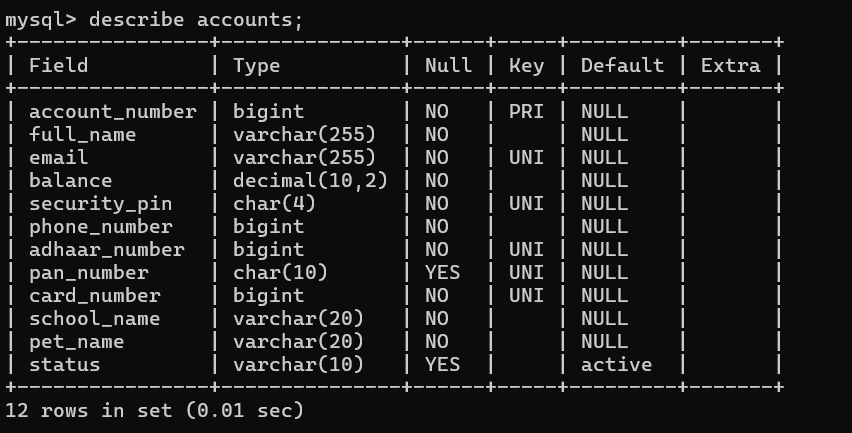 mysql> describe accounts;
+----------------+---------------+------+-----+---------+-------+
| Field          | Type          | Null | Key | Default | Extra |
+----------------+---------------+------+-----+---------+-------+
| account_number | bigint        | NO   | PRI | NULL    |       |
| full_name      | varchar(255)  | NO   |     | NULL    |       |
| email          | varchar(255)  | NO   | UNI | NULL    |       |
| balance        | decimal(10,2) | NO   |     | NULL    |       |
| security_pin   | char(4)       | NO   | UNI | NULL    |       |
| phone_number   | bigint        | NO   |     | NULL    |       |
| adhaar_number  | bigint        | NO   | UNI | NULL    |       |
| pan_number     | char(10)      | YES  | UNI | NULL    |       |
| card_number    | bigint        | NO   | UNI | NULL    |       |
| school_name    | varchar(20)   | NO   |     | NULL    |       |
| pet_name       | varchar(20)   | NO   |     | NULL    |       |
| status         | varchar(10)   | YES  |     | active  |       |
+----------------+---------------+------+-----+---------+-------+
12 rows in set (0.01 sec)